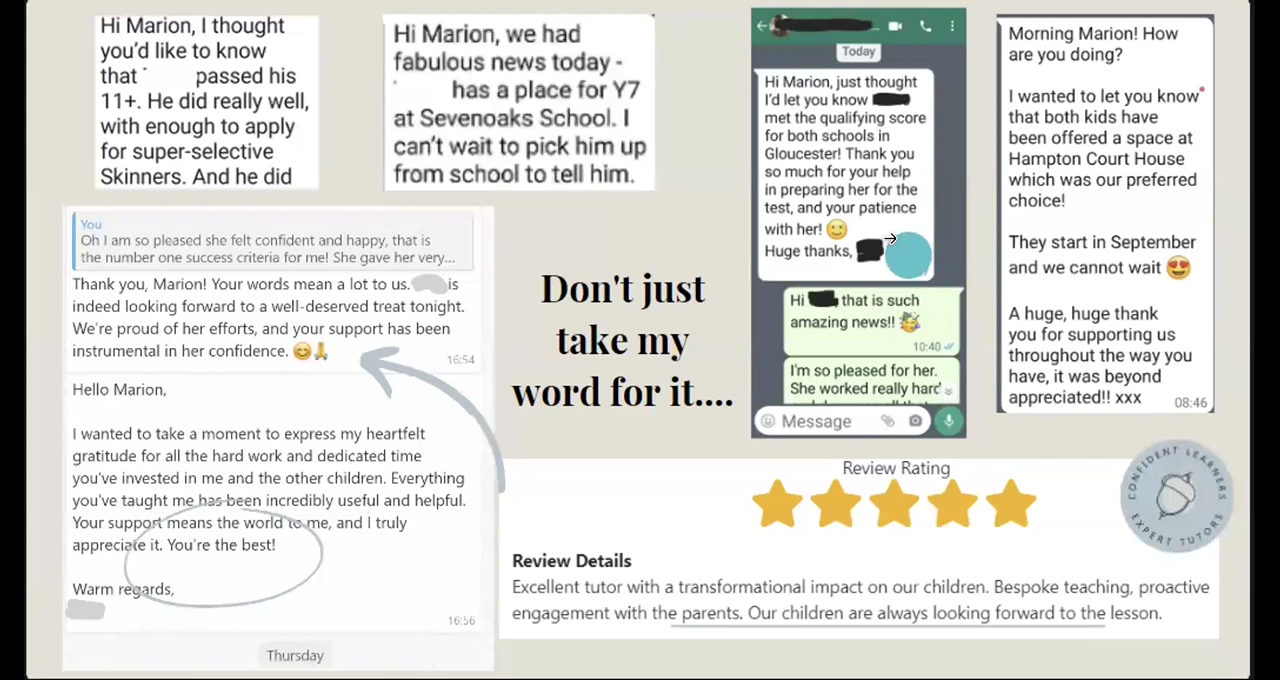 Hi Marion, I thought
you'd like to know
that passed his
11+. He did really well,
with enough to apply
for super-selective
Skinners. And he did
Hi Marion, we had
fabulous news today -
has a place for Y7
at Sevenoaks School. I
can't wait to pick him up
from school to tell him.
Today
Hi Marion, just thought
I'd let you know
met the qualifying score
for both schools in
Gloucester! Thank you
so much for your help
in preparing her for the
test, and your patience
with her! 🙂
Huge thanks,
Hi that is such
amazing news!! 🥳
10:40
I'm so pleased for her.
She worked really hard
Message
Morning Marion! How
are you doing?
I wanted to let you know
that both kids have
been offered a space at
Hampton Court House
which was our preferred
choice!
They start in September
and we cannot wait 😍
A huge, huge thank
you for supporting us
throughout the way you
have, it was beyond
appreciated!! xxx
08:46
You
Oh I am so pleased she felt confident and happy, that is
the number one success criteria for me! She gave her very...
Thank you, Marion! Your words mean a lot to us. is
indeed looking forward to a well-deserved treat tonight.
We're proud of her efforts, and your support has been
instrumental in her confidence. 😊🙏
16:54
Hello Marion,
I wanted to take a moment to express my heartfelt
gratitude for all the hard work and dedicated time
you've invested in me and the other children. Everything
you've taught me has been incredibly useful and helpful.
Your support means the world to me, and I truly
appreciate it. You're the best!
Warm regards,
16:56
Thursday
Don't just
take my
word for it....
Review Rating
Review Details
Excellent tutor with a transformational impact on our children. Bespoke teaching, proactive
engagement with the parents. Our children are always looking forward to the lesson.
CONFIDENT LEARNERS
EXPERT TUTORS